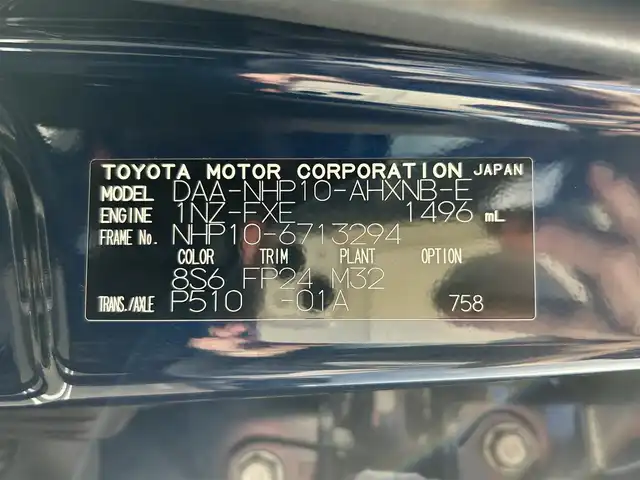 TOYOTA MOTOR CORPORATION JAPAN
MODEL DAA-NHP10-AHXNB-E
ENGINE 1NZ-FXE 1496 mL
FRAME No. NHP10-6713294
COLOR TRIM PLANT OPTION
8S6 FP24 M32
TRANS./AXLE P510 -01A 758